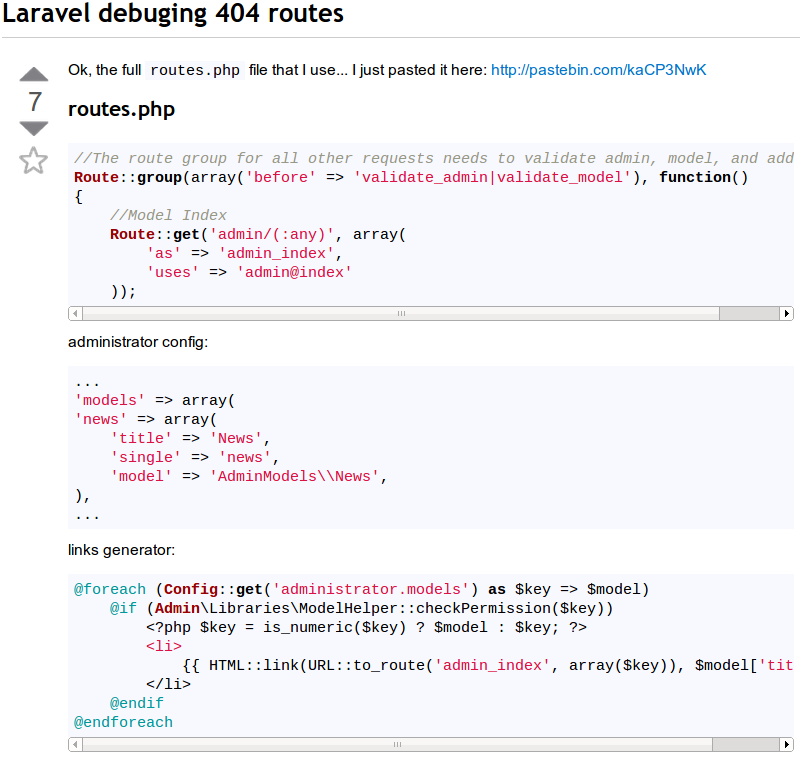 Laravel debuging 404 routes
Ok, the full routes.php file that I use... I just pasted it here: http://pastebin.com/kaCP3NwK
7
routes.php
//The route group for all other requests needs to validate admin, model, and add
Route::group(array('before' => 'validate_admin|validate_model'), function()
{
    //Model Index
    Route::get('admin/(:any)', array(
        'as' => 'admin_index',
        'uses' => 'admin@index'
    ));
administrator config:
...
'models' => array(
'news' => array(
    'title' => 'News',
    'single' => 'news',
    'model' => 'AdminModels\\News',
),
...
links generator:
@foreach (Config::get('administrator.models') as $key => $model)
    @if (Admin\Libraries\ModelHelper::checkPermission($key))
        <?php $key = is_numeric($key) ? $model : $key; ?>
        <li>
            {{ HTML::link(URL::to_route('admin_index', array($key)), $model['tit
        </li>
    @endif
@endforeach